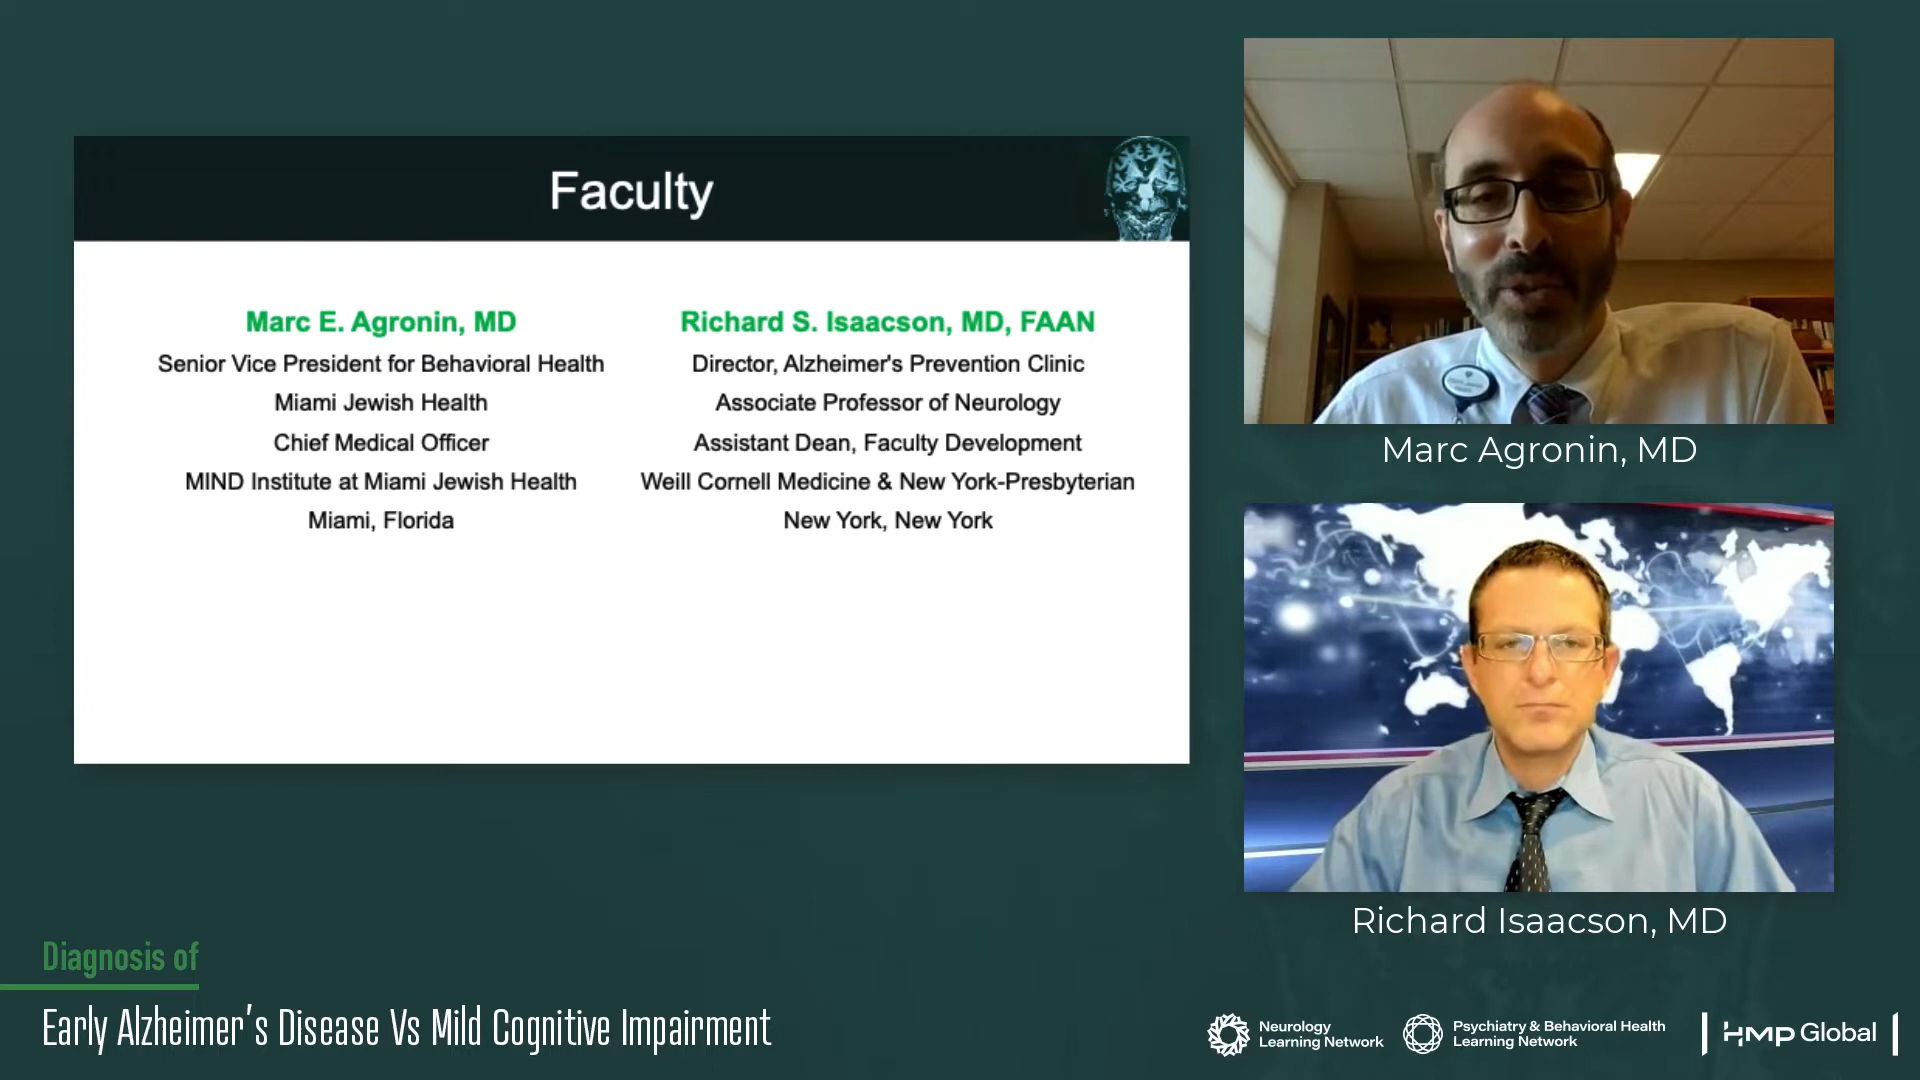 Faculty
Marc E. Agronin, MD
Senior Vice President for Behavioral Health
Miami Jewish Health
Chief Medical Officer
MIND Institute at Miami Jewish Health
Miami, Florida
Richard S. Isaacson, MD, FAAN
Director, Alzheimer's Prevention Clinic
Associate Professor of Neurology
Assistant Dean, Faculty Development
Weill Cornell Medicine & New York-Presbyterian
New York, New York
Marc Agronin, MD
Richard Isaacson, MD
Diagnosis of
Early Alzheimer's Disease Vs Mild Cognitive Impairment
Neurology
Learning Network
Psychiatry & Behavioral Health
Learning Network
HMP Global